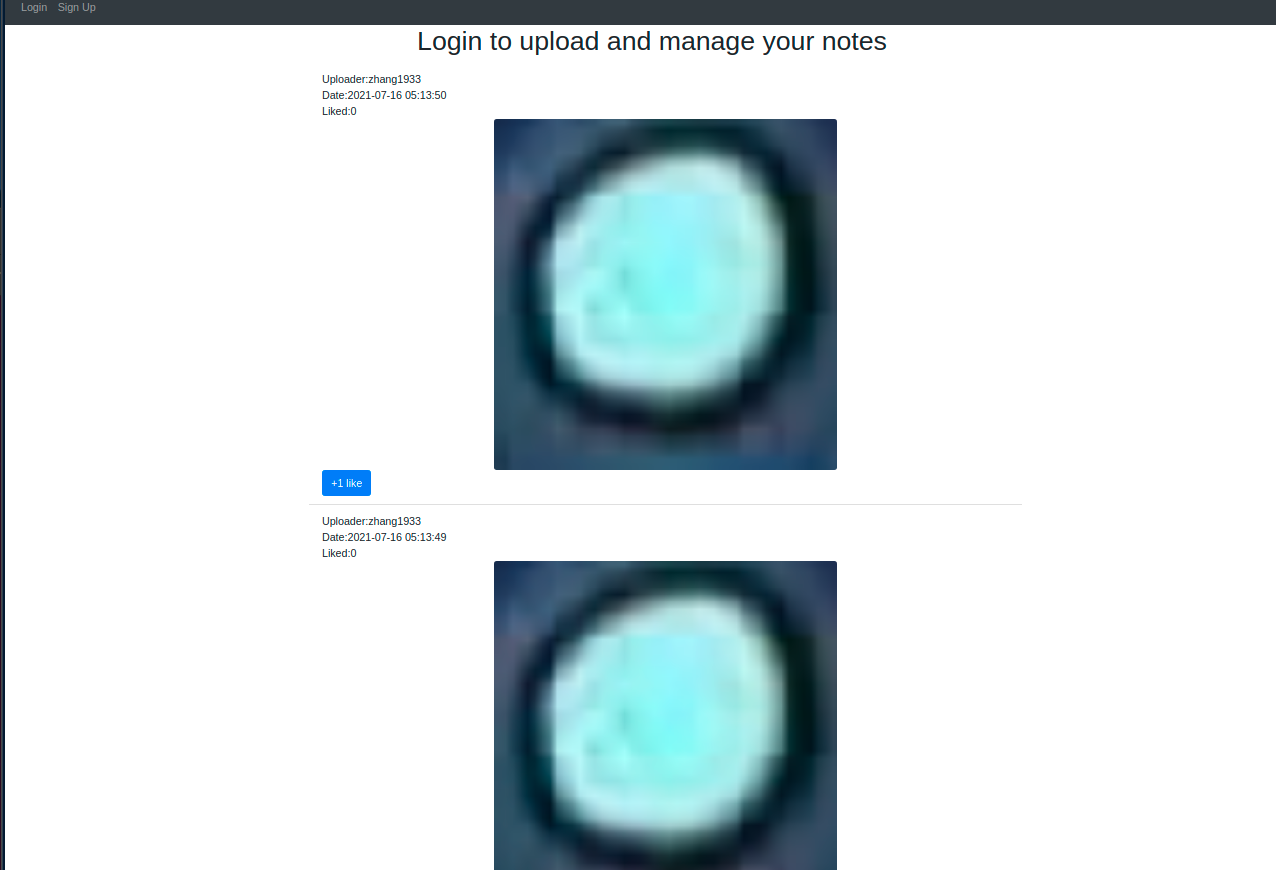 Login Sign Up
Login to upload and manage your notes
Uploader:zhang1933
Date:2021-07-16 05:13:50
Liked:0
+1 like
Uploader:zhang1933
Date:2021-07-16 05:13:49
Liked:0